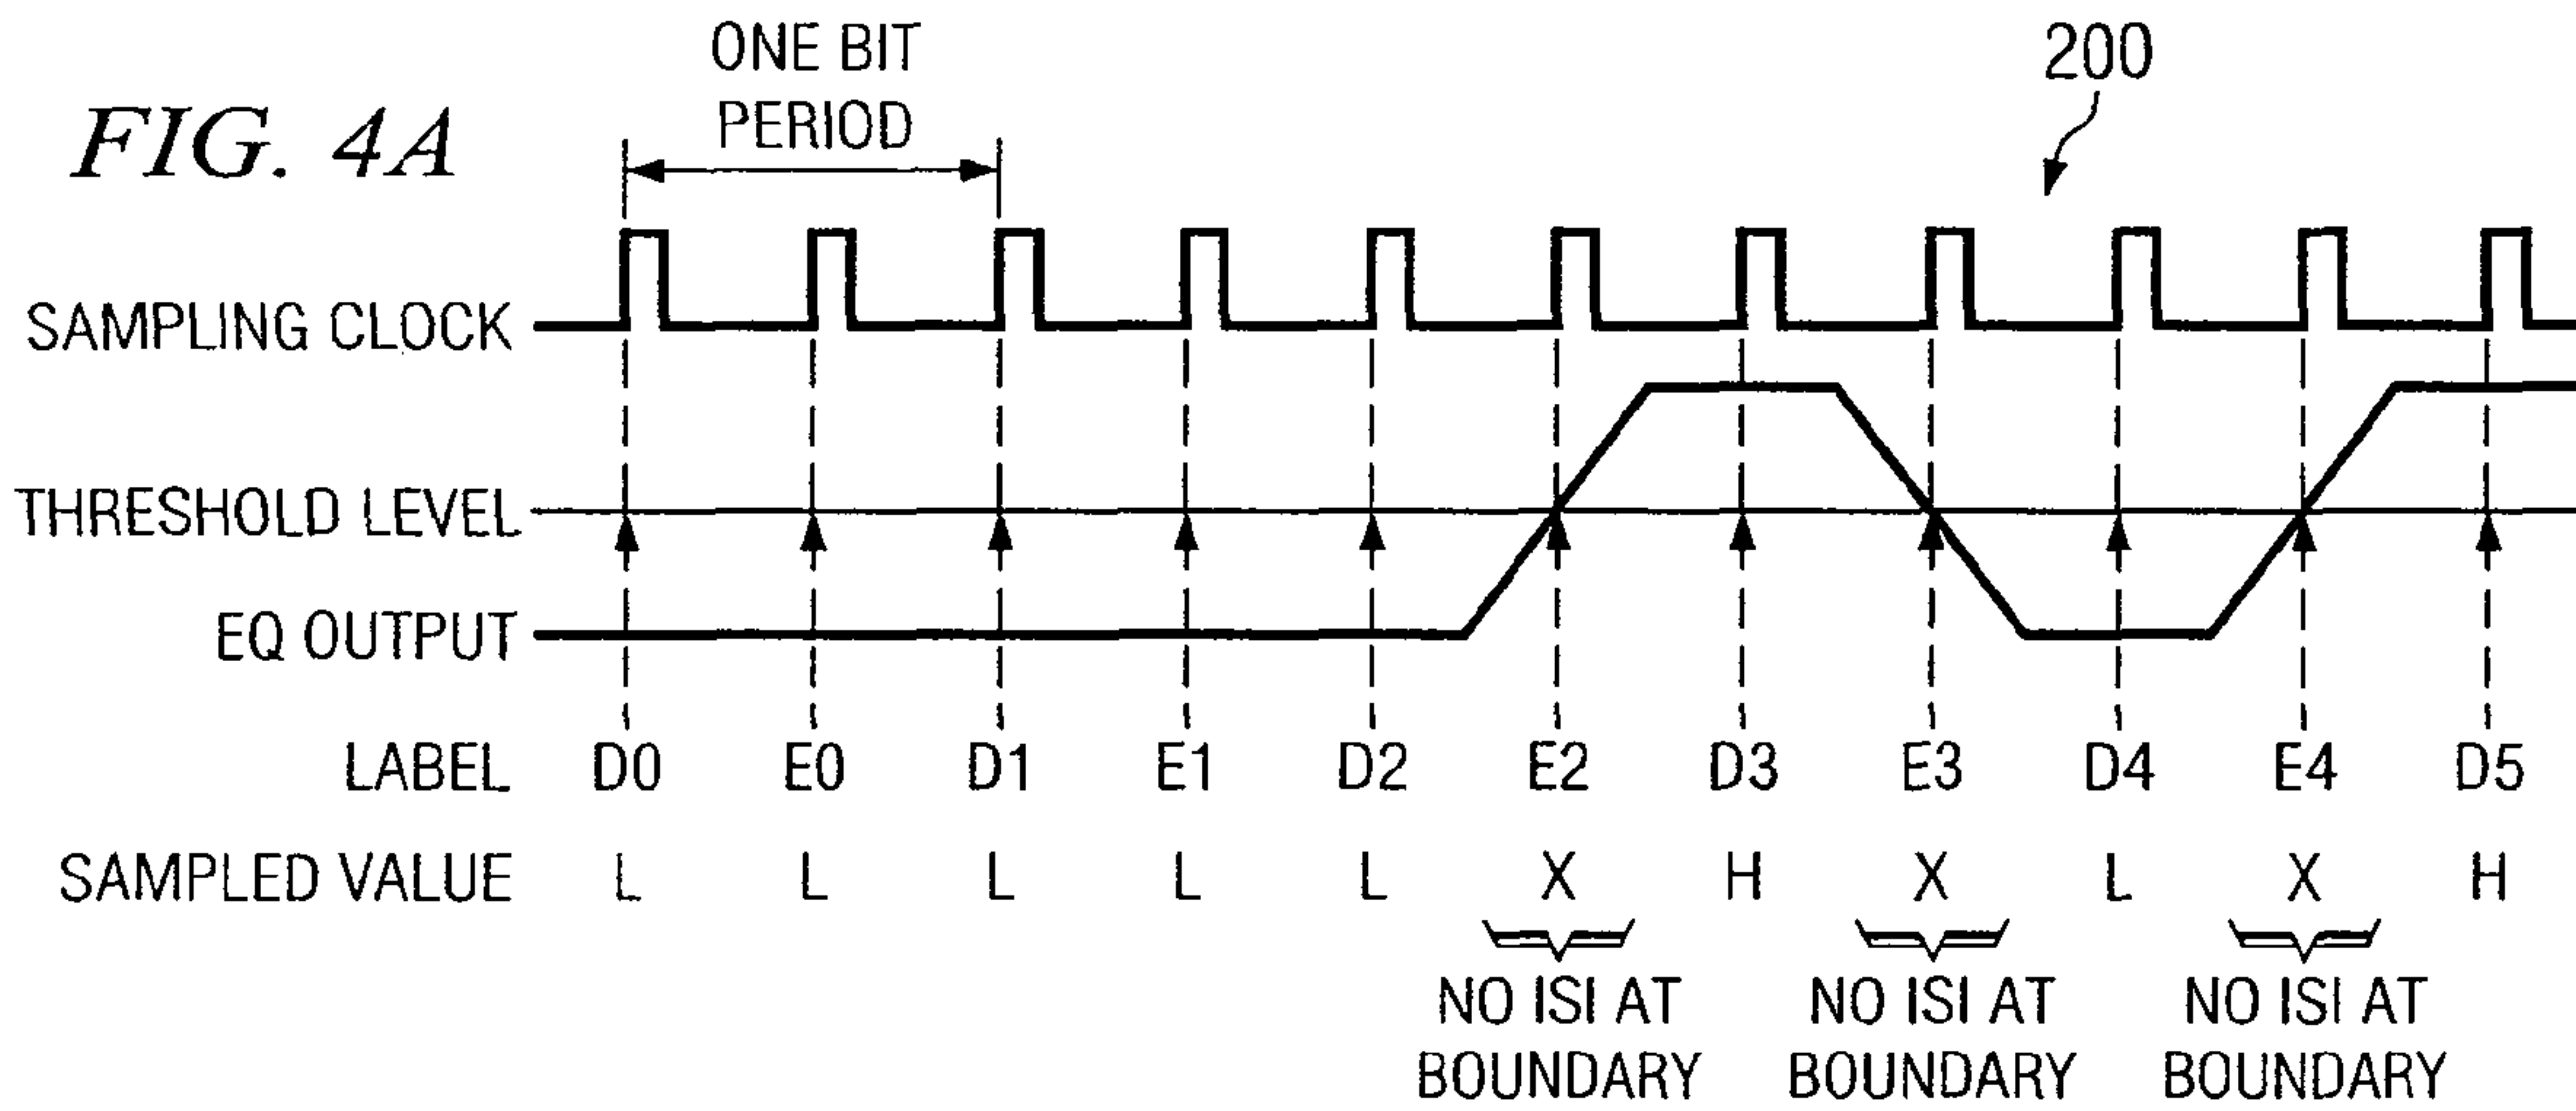 ONE BIT
PERIOD
200
FIG. 4A
SAMPLING CLOCK
THRESHOLD LEVEL
EQ OUTPUT
LABEL D0 E0 D1 E1 D2 E2 D3 E3 D4 E4 D5
SAMPLED VALUE L L L L L X H X L X H
NO ISI AT NO ISI AT NO ISI AT
BOUNDARY BOUNDARY BOUNDARY